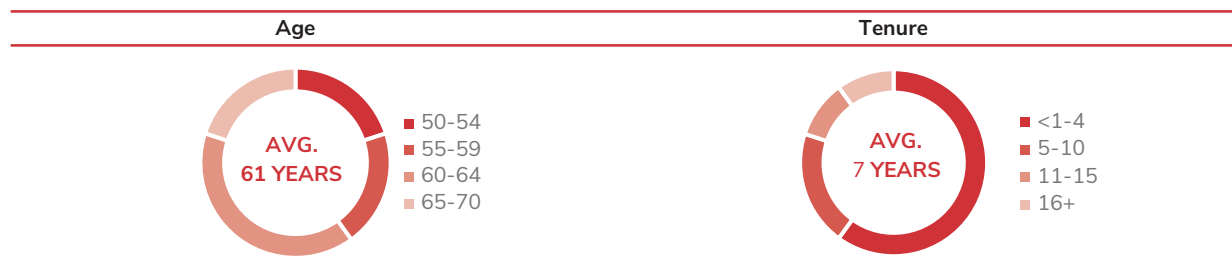 Age
Tenure
AVG.
61 YEARS
50-54
55-59
60-64
65-70
AVG.
7 YEARS
<1-4
5-10
11-15
16+